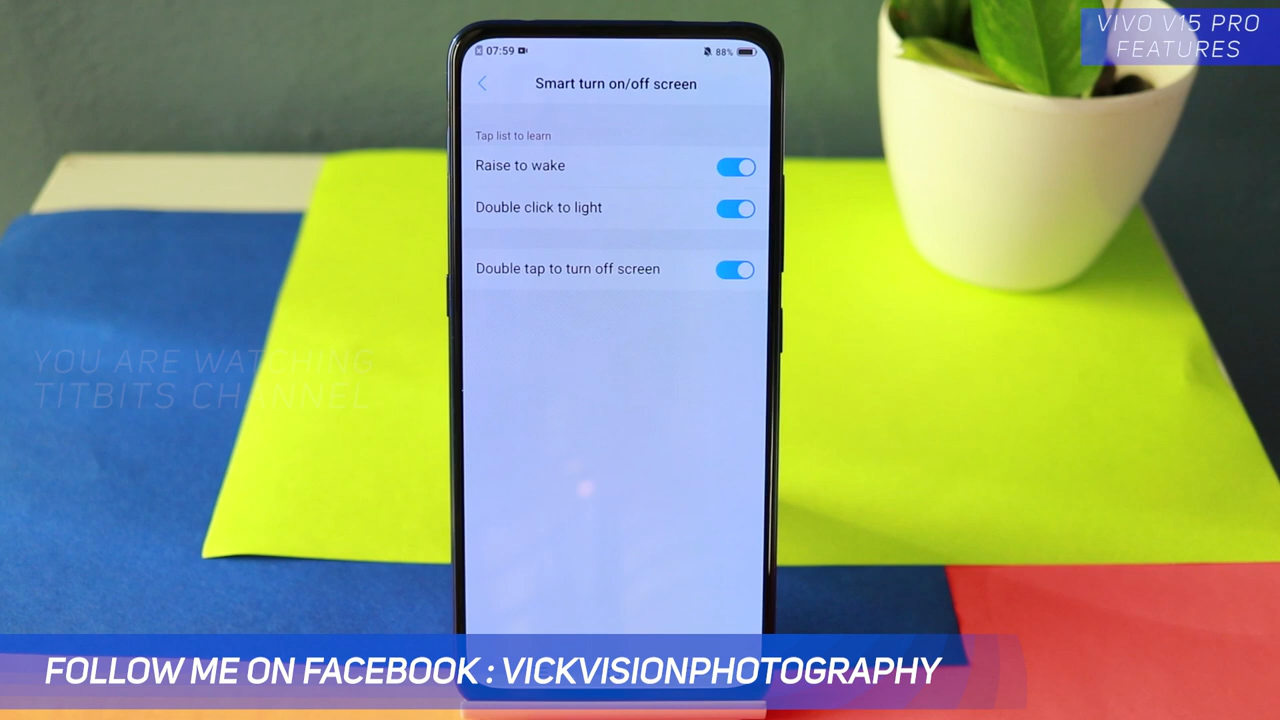 VIVO V15 PRO
FEATURES
07:59
88%
Smart turn on/off screen
Tap list to learn
Raise to wake
Double click to light
Double tap to turn off screen
YOU ARE WATCHING
TITBITS CHANNEL
FOLLOW ME ON FACEBOOK : VICKVISIONPHOTOGRAPHY